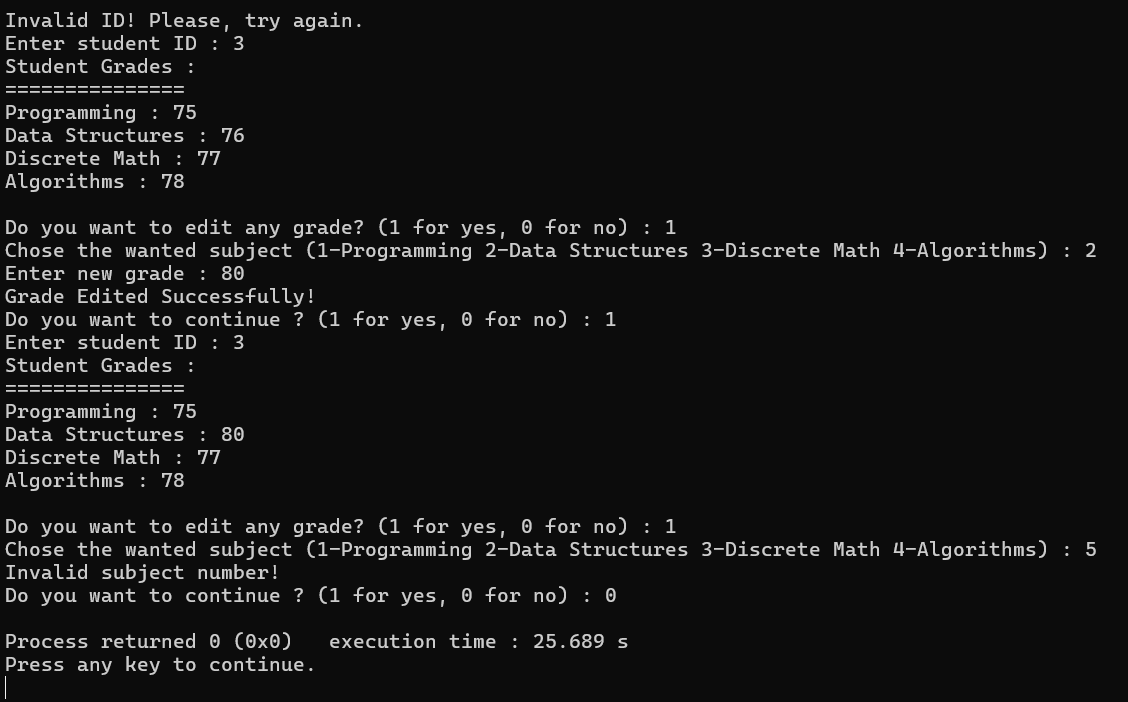 Invalid ID! Please, try again.
Enter student ID : 3
Student Grades :
===============
Programming : 75
Data Structures : 76
Discrete Math : 77
Algorithms : 78

Do you want to edit any grade? (1 for yes, 0 for no) : 1
Chose the wanted subject (1-Programming 2-Data Structures 3-Discrete Math 4-Algorithms) : 2
Enter new grade : 80
Grade Edited Successfully!
Do you want to continue ? (1 for yes, 0 for no) : 1
Enter student ID : 3
Student Grades :
===============
Programming : 75
Data Structures : 80
Discrete Math : 77
Algorithms : 78

Do you want to edit any grade? (1 for yes, 0 for no) : 1
Chose the wanted subject (1-Programming 2-Data Structures 3-Discrete Math 4-Algorithms) : 5
Invalid subject number!
Do you want to continue ? (1 for yes, 0 for no) : 0

Process returned 0 (0x0)   execution time : 25.689 s
Press any key to continue.